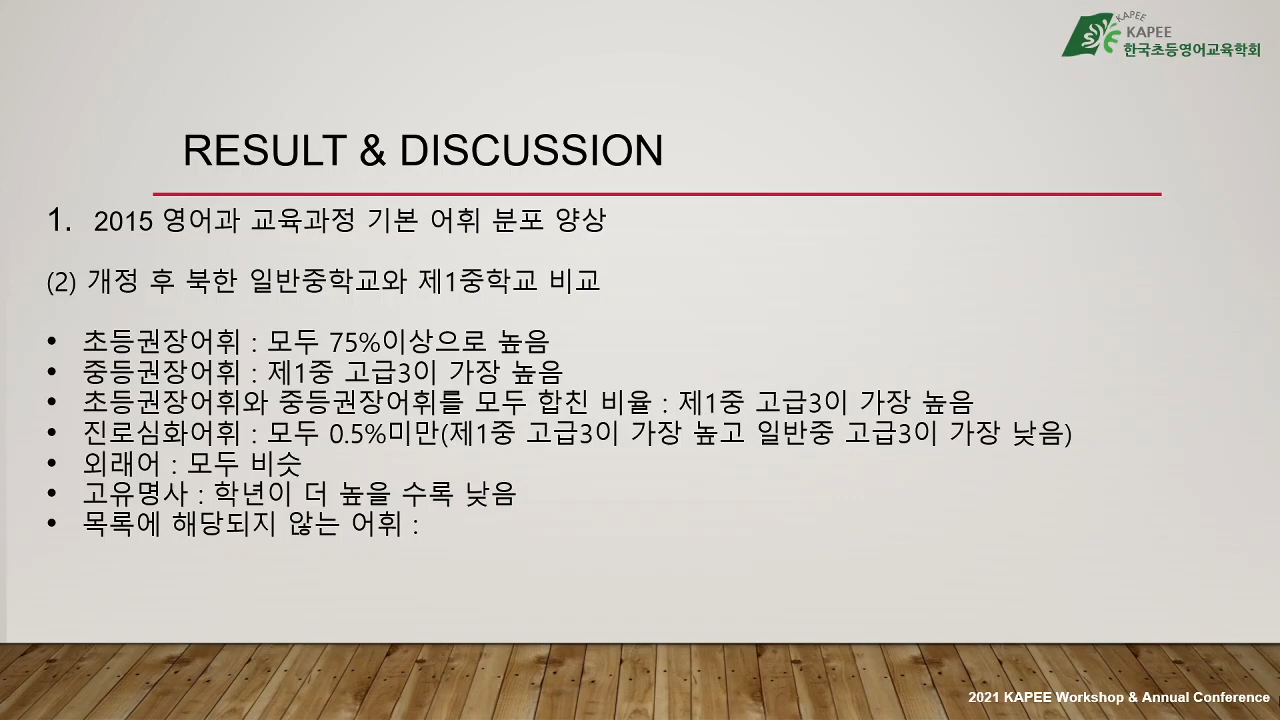 KAPEE
KAPEE
한국초등영어교육학회
RESULT & DISCUSSION
1. 2015 영어과 교육과정 기본 어휘 분포 양상
(2) 개정 후 북한 일반중학교와 제1중학교 비교
• 초등권장어휘 : 모두 75%이상으로 높음
• 중등권장어휘 : 제1중 고급3이 가장 높음
• 초등권장어휘와 중등권장어휘를 모두 합친 비율 : 제1중 고급3이 가장 높음
• 진로심화어휘 : 모두 0.5%미만(제1중 고급3이 가장 높고 일반중 고급3이 가장 낮음)
• 외래어 : 모두 비슷
• 고유명사 : 학년이 더 높을 수록 낮음
• 목록에 해당되지 않는 어휘 :
2021 KAPEE Workshop & Annual Conference